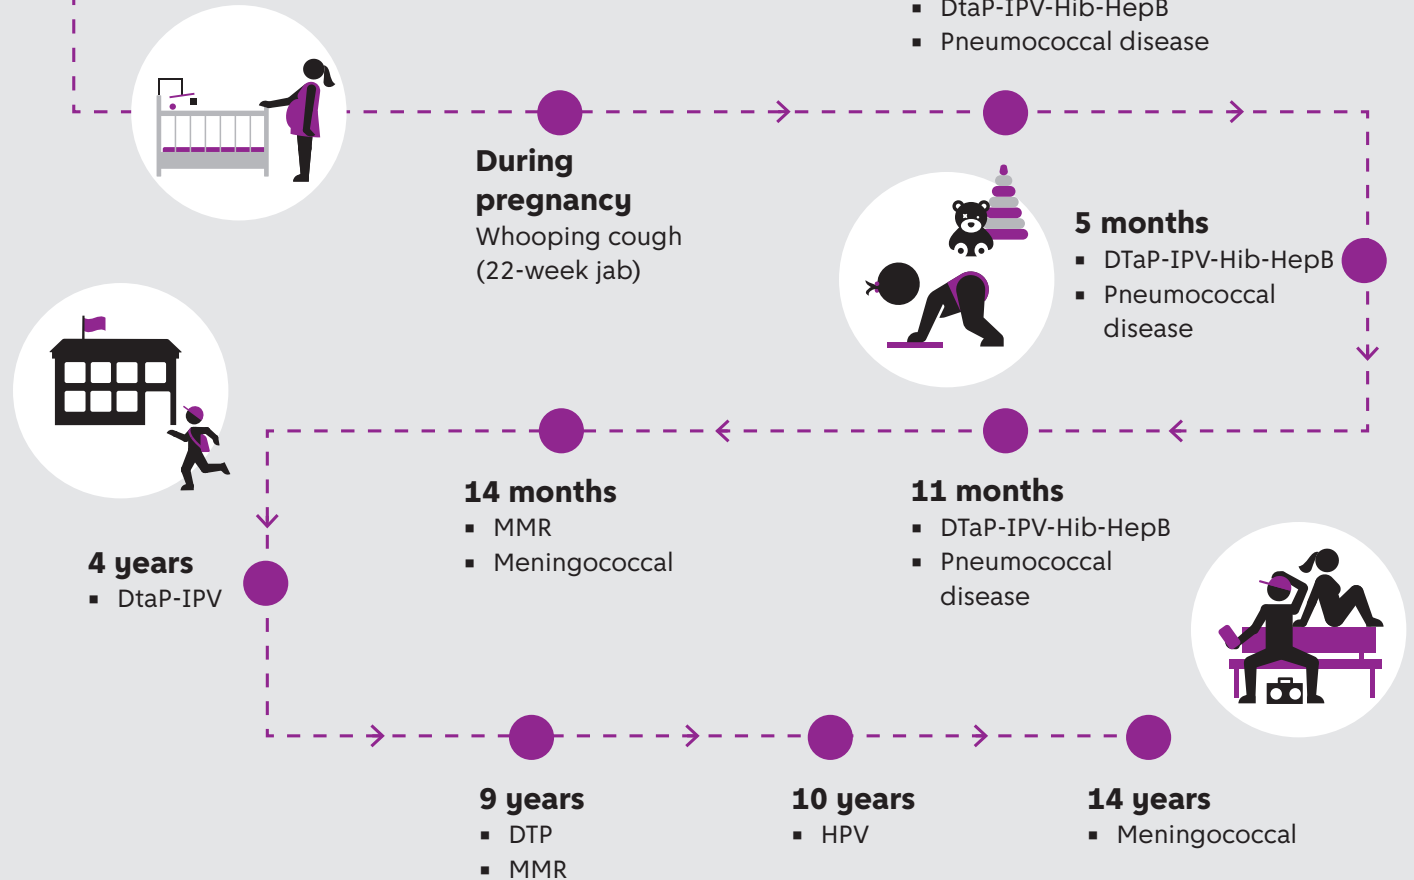 DtaP-IPV-Hib-HepB
▪ Pneumococcal disease
During
pregnancy
Whooping cough
(22-week jab)
5 months
▪ DTaP-IPV-Hib-HepB
▪ Pneumococcal
disease
14 months
▪ MMR
▪ Meningococcal
11 months
▪ DTaP-IPV-Hib-HepB
▪ Pneumococcal
disease
4 years
▪ DtaP-IPV
9 years
▪ DTP
▪ MMR
10 years
▪ HPV
14 years
▪ Meningococcal